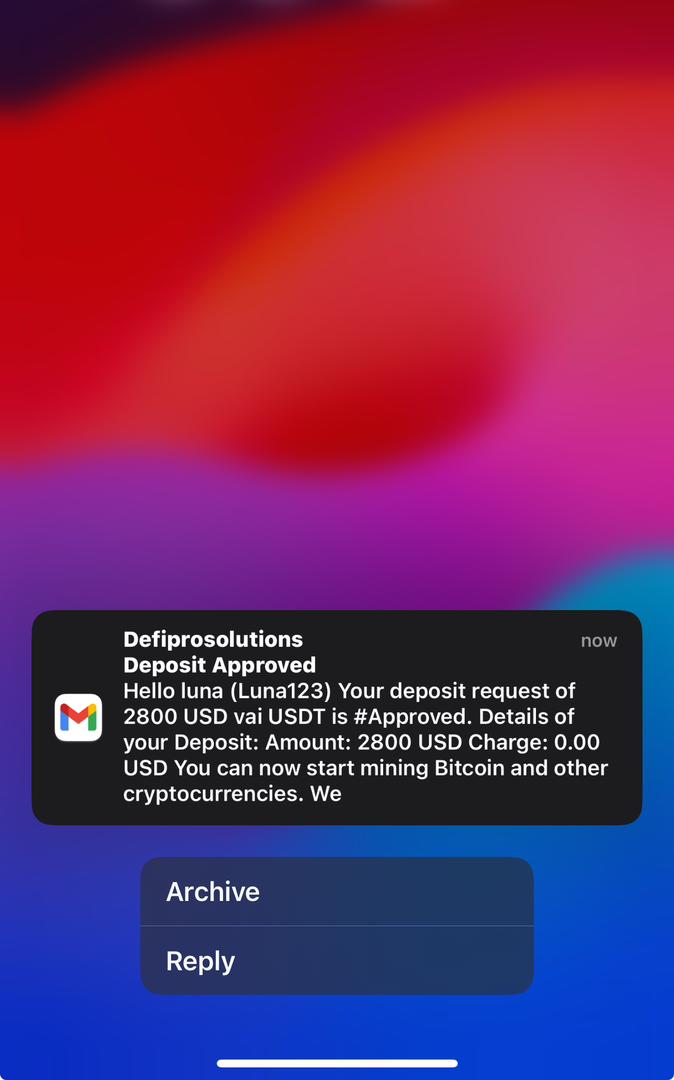 Defiprosolutions
now
Deposit Approved
Hello luna (Luna123) Your deposit request of
2800 USD vai USDT is #Approved. Details of
your Deposit: Amount: 2800 USD Charge: 0.00
USD You can now start mining Bitcoin and other
cryptocurrencies. We
Archive
Reply